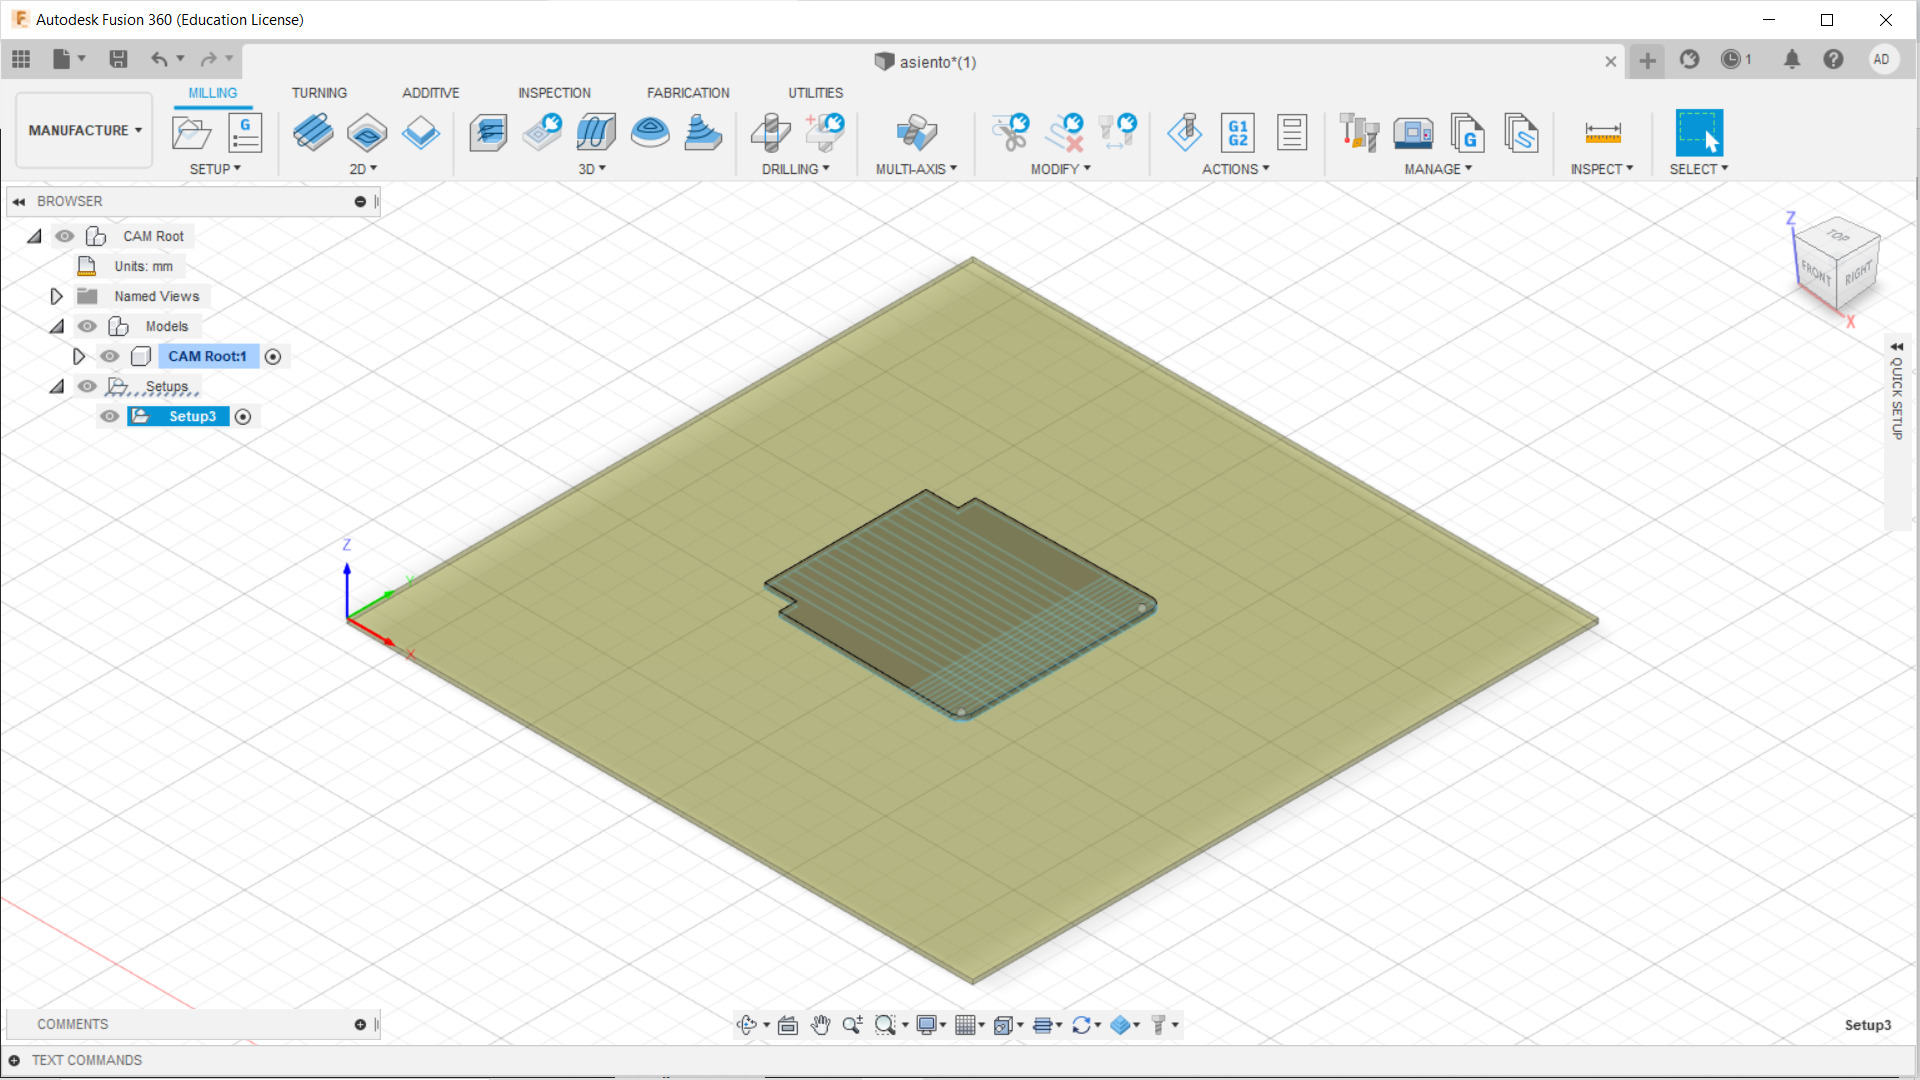 Autodesk Fusion 360 (Education License)
asiento*(1)
1
AD
MANUFACTURE
MILLING
TURNING
ADDITIVE
INSPECTION
FABRICATION
UTILITIES
G
G1
G2
G
SETUP
2D
3D
DRILLING
MULTI-AXIS
MODIFY
ACTIONS
MANAGE
INSPECT
SELECT
BROWSER
CAM Root
Units: mm
Named Views
Models
CAM Root:1
Setups
Setup3
Z
TOP
FRONT
RIGHT
X
QUICK SETUP
Z
Y
X
COMMENTS
Setup3
TEXT COMMANDS